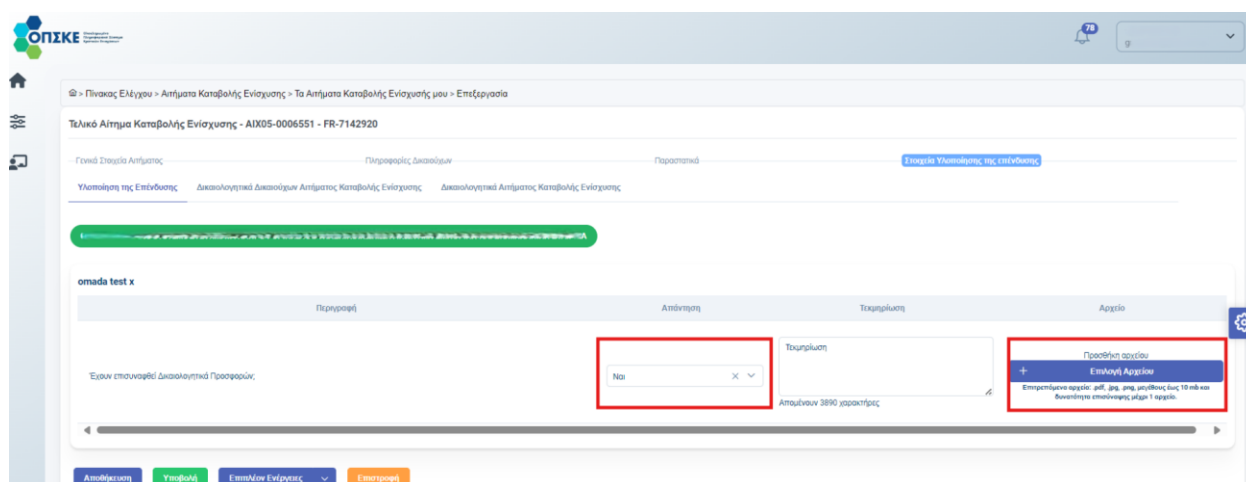 ΟΠΣΚΕ
78
> Πίνακας Ελέγχου > Αιτήματα Καταβολής Ενίσχυσης > Τα Αιτήματα Καταβολής Ενίσχυσής μου > Επεξεργασία
Τελικό Αίτημα Καταβολής Ενίσχυσης - ΑΙΧ05-0006551 - FR-7142920
Γενικά Στοιχεία Αιτήματος Πληροφορίες Δικαιούχων Παραστατικά Στοιχεία Υλοποίησης της επένδυσης
Υλοποίηση της Επένδυσης Δικαιολογητικά Δικαιούχων Αιτήματος Καταβολής Ενίσχυσης Δικαιολογητικά Αιτήματος Καταβολής Ενίσχυσης
omada test x
Περιγραφή Απάντηση Τεκμηρίωση Αρχείο
Έχουν επισυναφθεί Δικαιολογητικά Προσφορών;
Ναι
Τεκμηρίωση
Απομένουν 3890 χαρακτήρες
Προσθήκη αρχείου
+ Επιλογή Αρχείου
Επιτρεπόμενα αρχεία: .pdf, .jpg, .png, μεγέθους έως 10 mb και
δυνατότητα επισύναψης μέχρι 1 αρχείο.
Αποθήκευση Υποβολή Επιπλέον Ενέργειες Επιστροφή